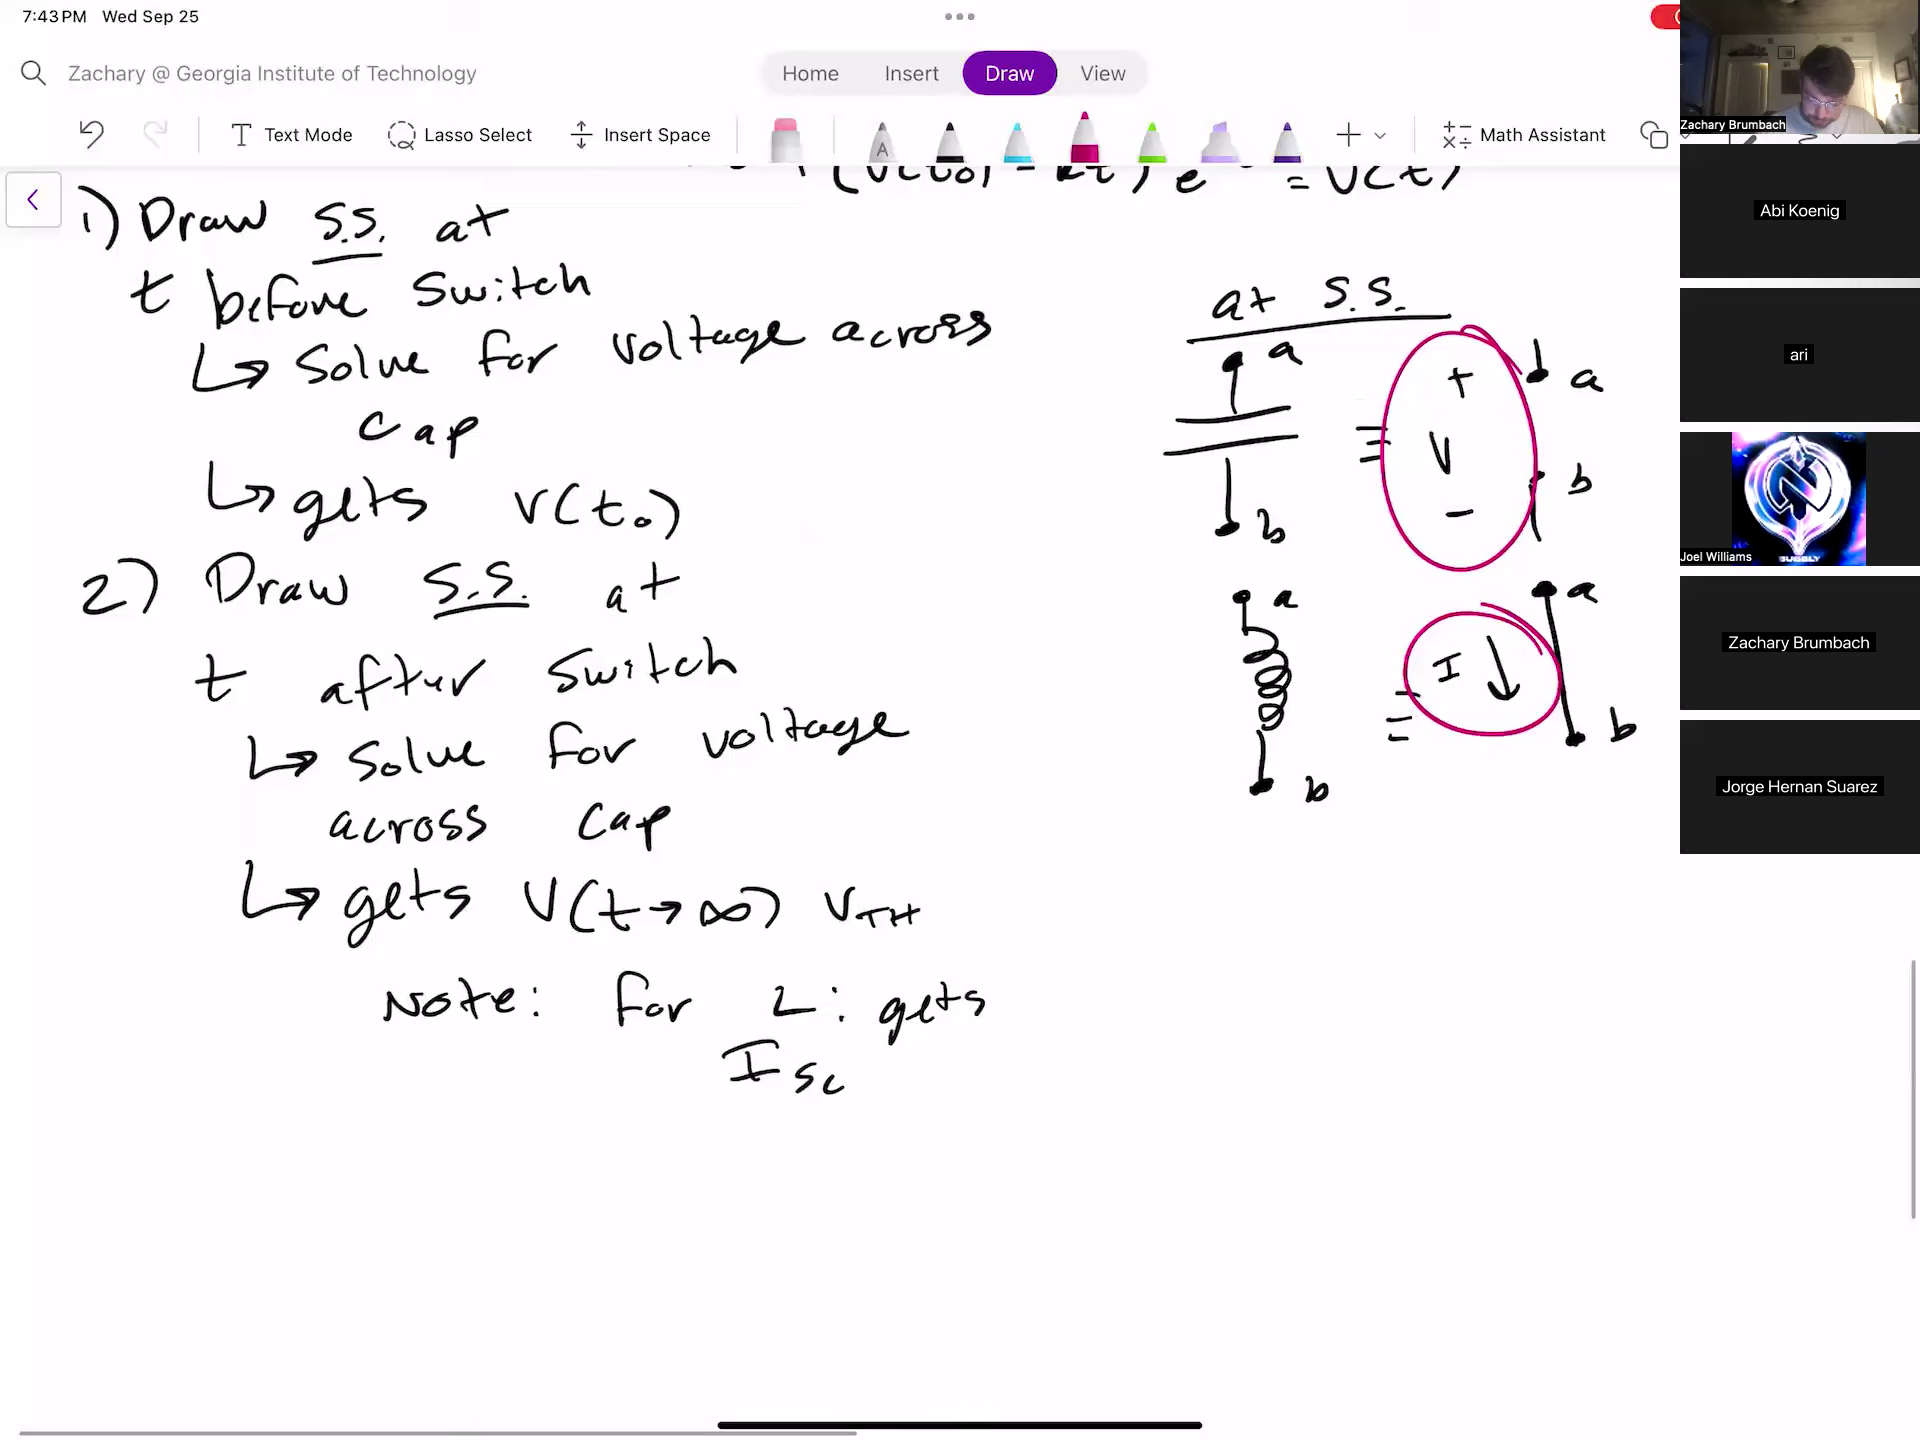 7:43 PM Wed Sep 25
Zachary @ Georgia Institute of Technology
Home Insert Draw View
Text Mode Lasso Select Insert Space Math Assistant
= V(t)
1) Draw S.S. at
t before switch
↳ Solve for voltage across
cap
↳ gets V(t₀)
2) Draw S.S. at
t after switch
↳ Solve for voltage
across cap
↳ gets V(t→∞) V_TH
Note: for L: gets
I_SC
at S.S.
a
b
≡
+
V
-
a
b
a
b
=
I ↓
a
b
Zachary Brumbach
Abi Koenig
ari
Joel Williams
Zachary Brumbach
Jorge Hernan Suarez